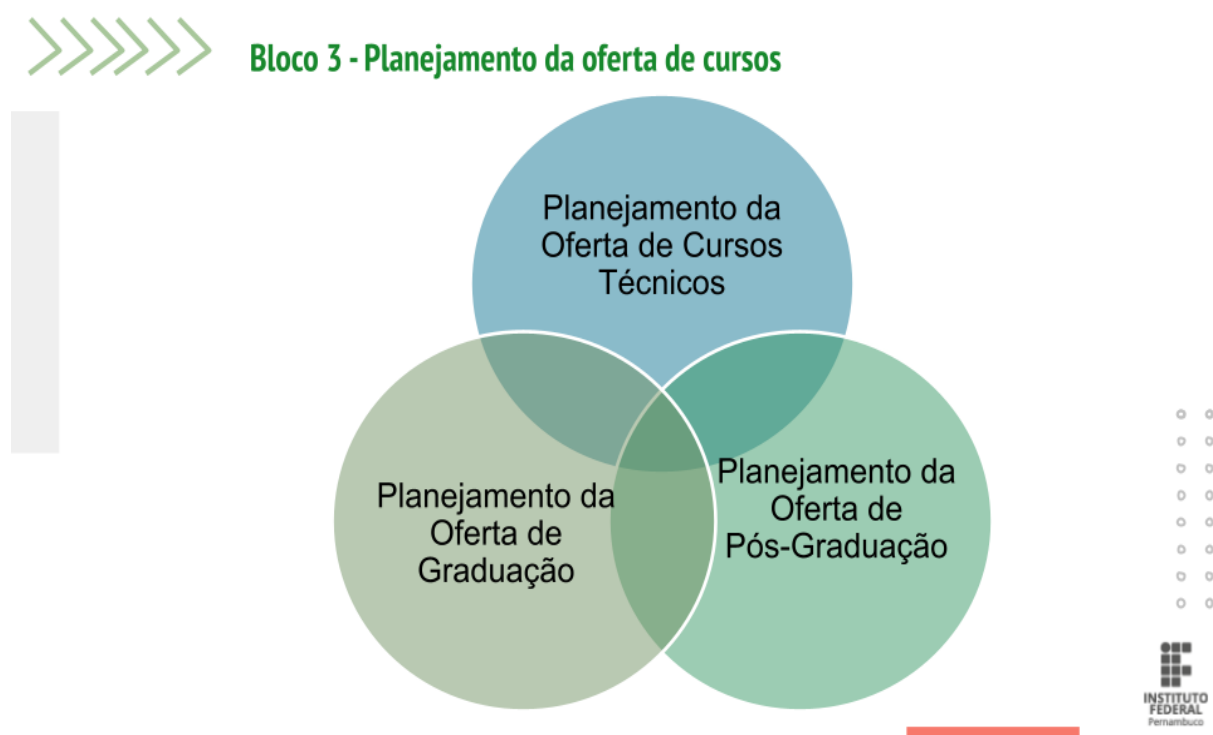 Bloco 3 - Planejamento da oferta de cursos
Planejamento da
Oferta de Cursos
Técnicos
Planejamento da
Oferta de
Graduação
Planejamento da
Oferta de
Pós-Graduação
INSTITUTO
FEDERAL
Pernambuco